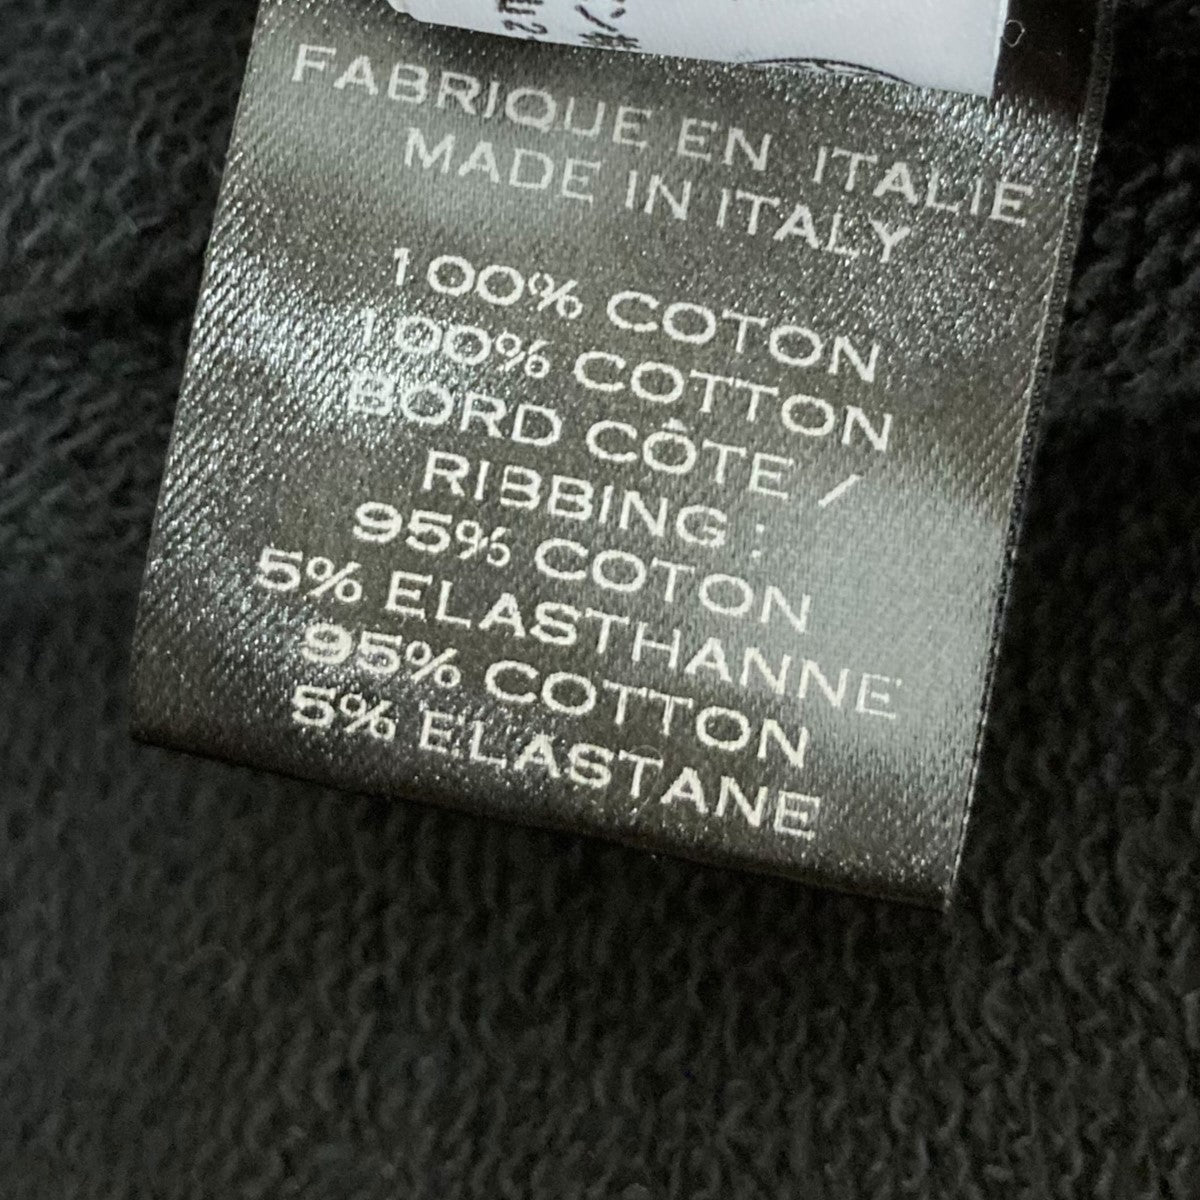 FABRIQUE EN ITALIE
MADE IN ITALY
100% COTON
100% COTTON
BORD CÔTE /
RIBBING :
95% COTON
5% ELASTHANNE
95% COTTON
5% ELASTANE